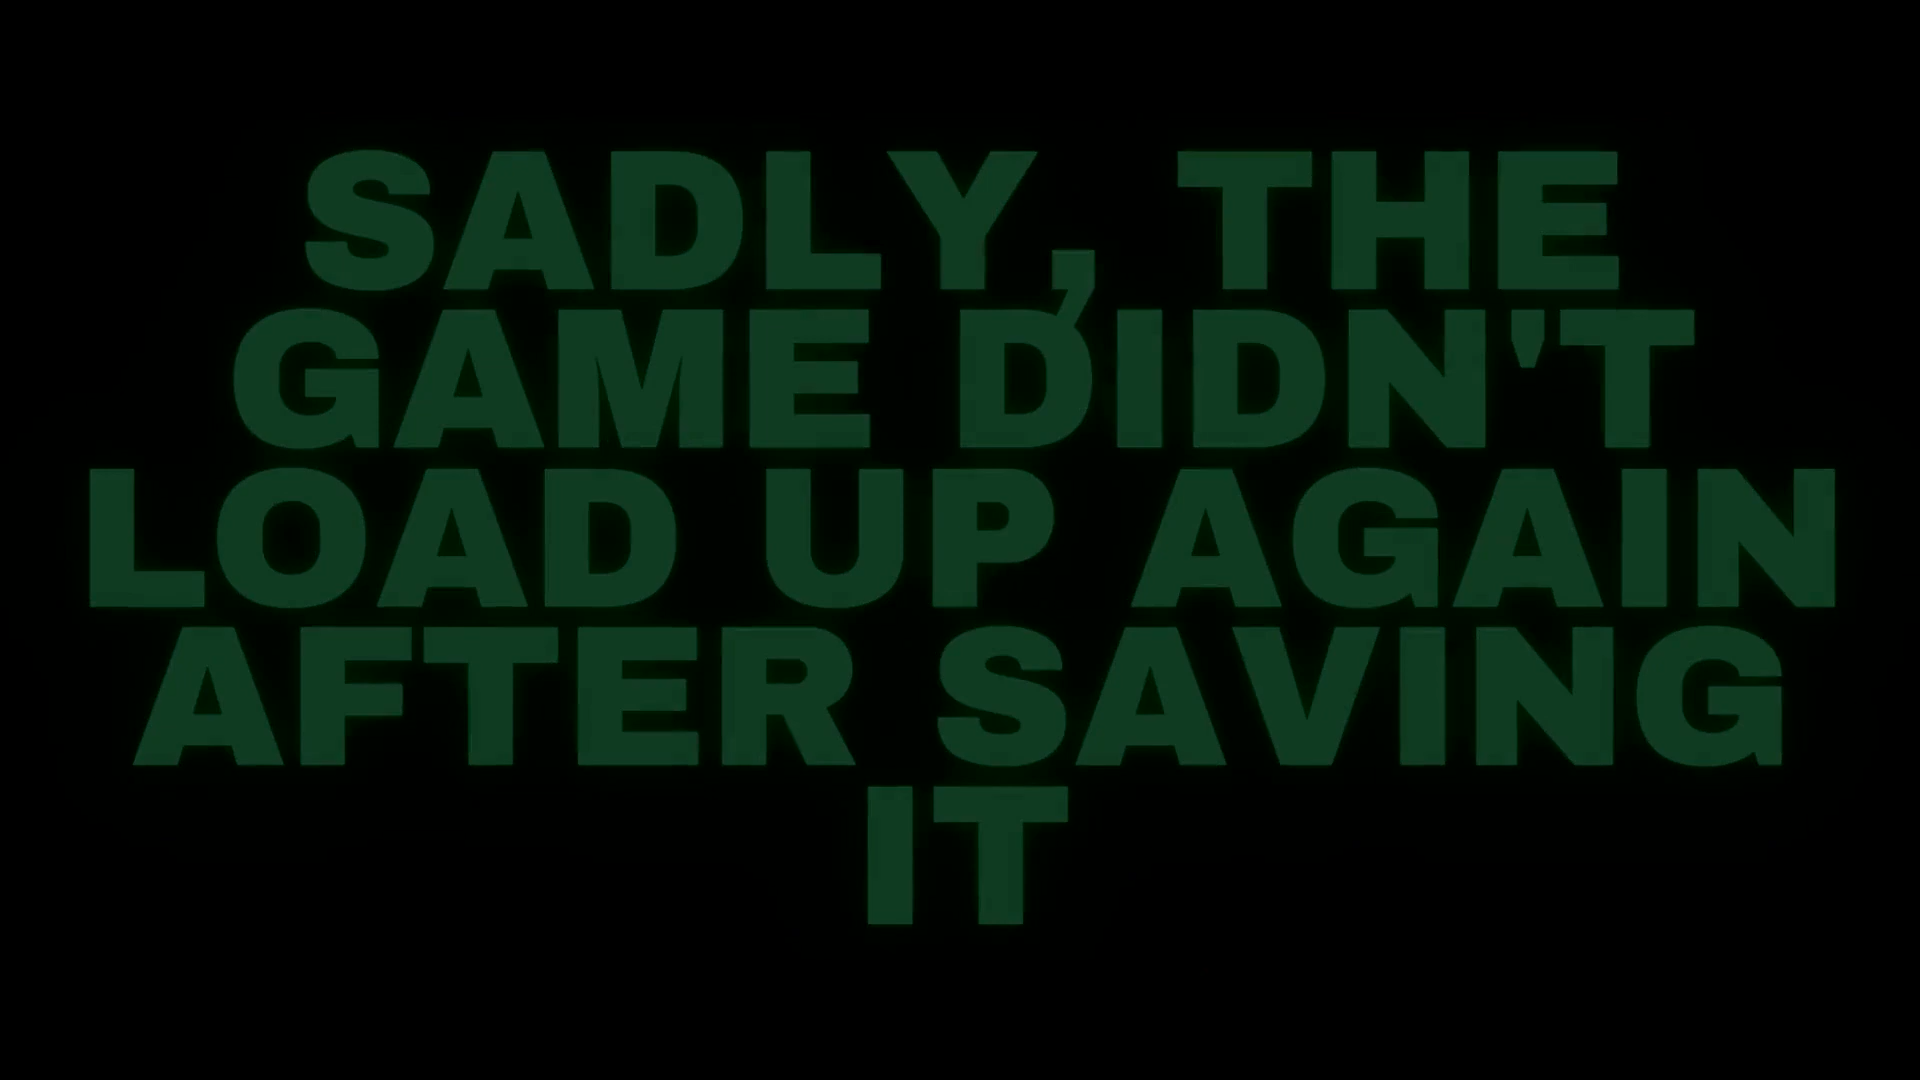 SADLY, THE
GAME DIDN'T
LOAD UP AGAIN
AFTER SAVING
IT